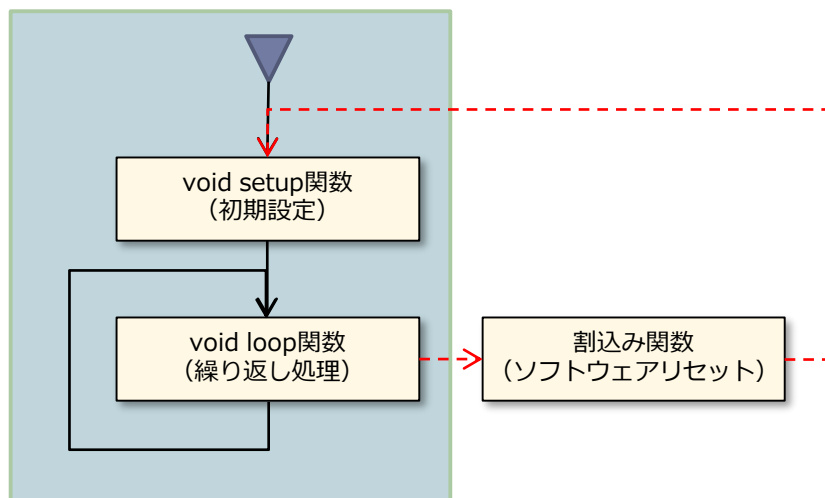 void setup関数
（初期設定）
void loop関数
（繰り返し処理）
割込み関数
（ソフトウェアリセット）